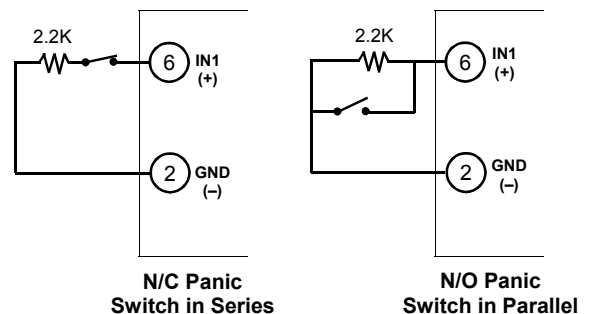 2.2K
6
IN1
(+)
2
GND
(–)
N/C Panic
Switch in Series
2.2K
6
IN1
(+)
2
GND
(–)
N/O Panic
Switch in Parallel